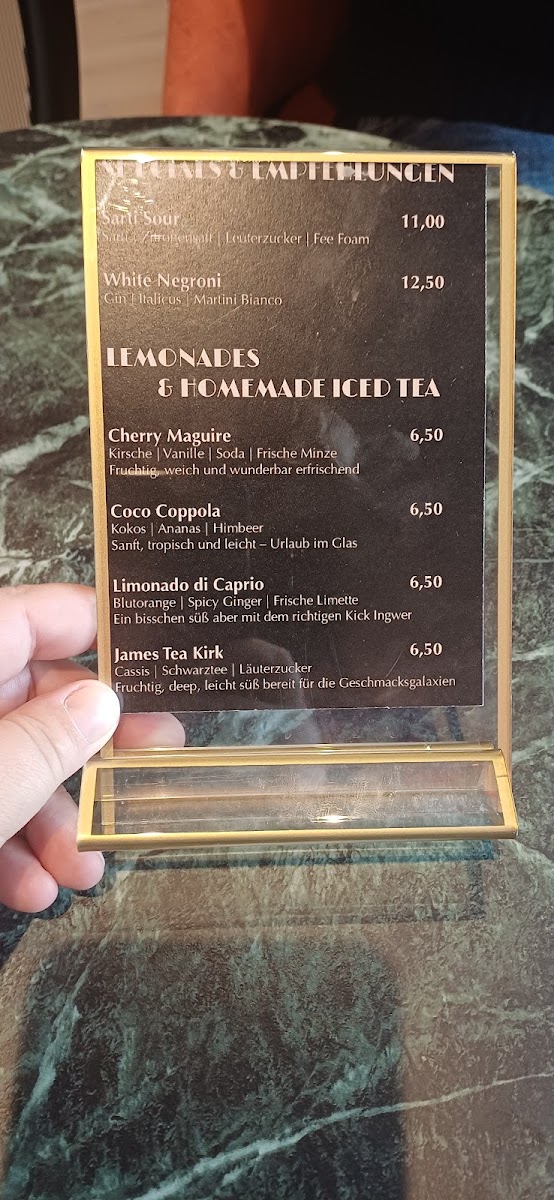 SPECIALS & EMPFEHLUNGEN
Sarti Sour 11,00
Sarti | Zitronensaft | Leuterzucker | Fee Foam
White Negroni 12,50
Gin | Italicus | Martini Bianco
LEMONADES
& HOMEMADE ICED TEA
Cherry Maguire 6,50
Kirsche | Vanille | Soda | Frische Minze
Fruchtig, weich und wunderbar erfrischend
Coco Coppola 6,50
Kokos | Ananas | Himbeer
Sanft, tropisch und leicht – Urlaub im Glas
Limonado di Caprio 6,50
Blutorange | Spicy Ginger | Frische Limette
Ein bisschen süß aber mit dem richtigen Kick Ingwer
James Tea Kirk 6,50
Cassis | Schwarztee | Läuterzucker
Fruchtig, deep, leicht süß bereit für die Geschmacksgalaxien